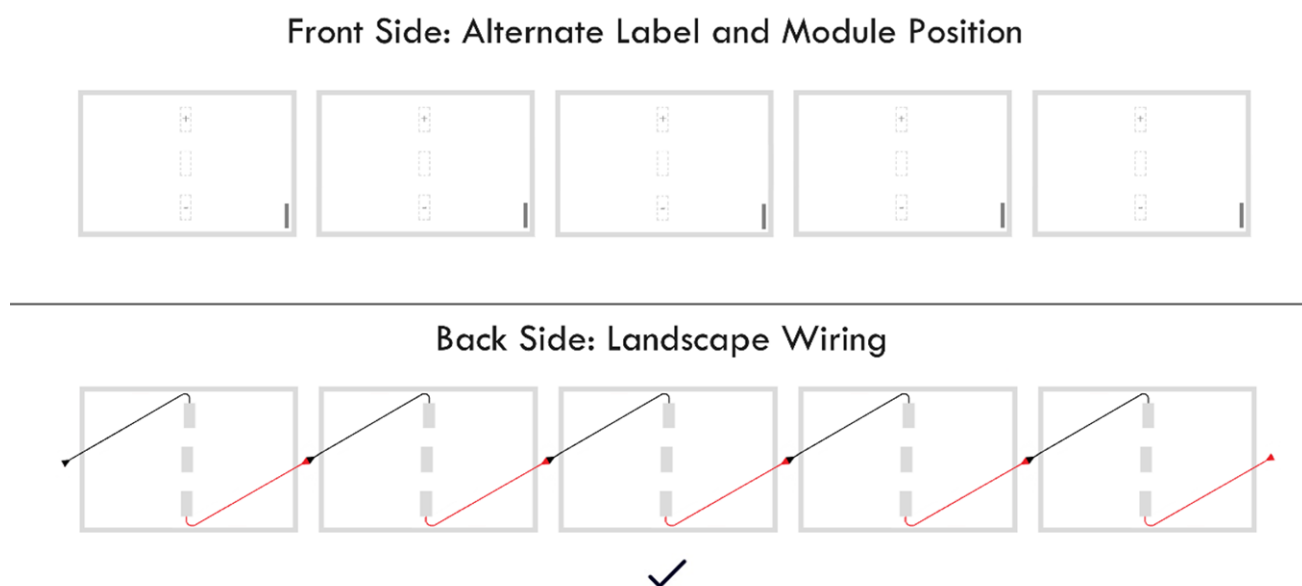 Front Side: Alternate Label and Module Position
+ + + + +
- - - - -
Back Side: Landscape Wiring